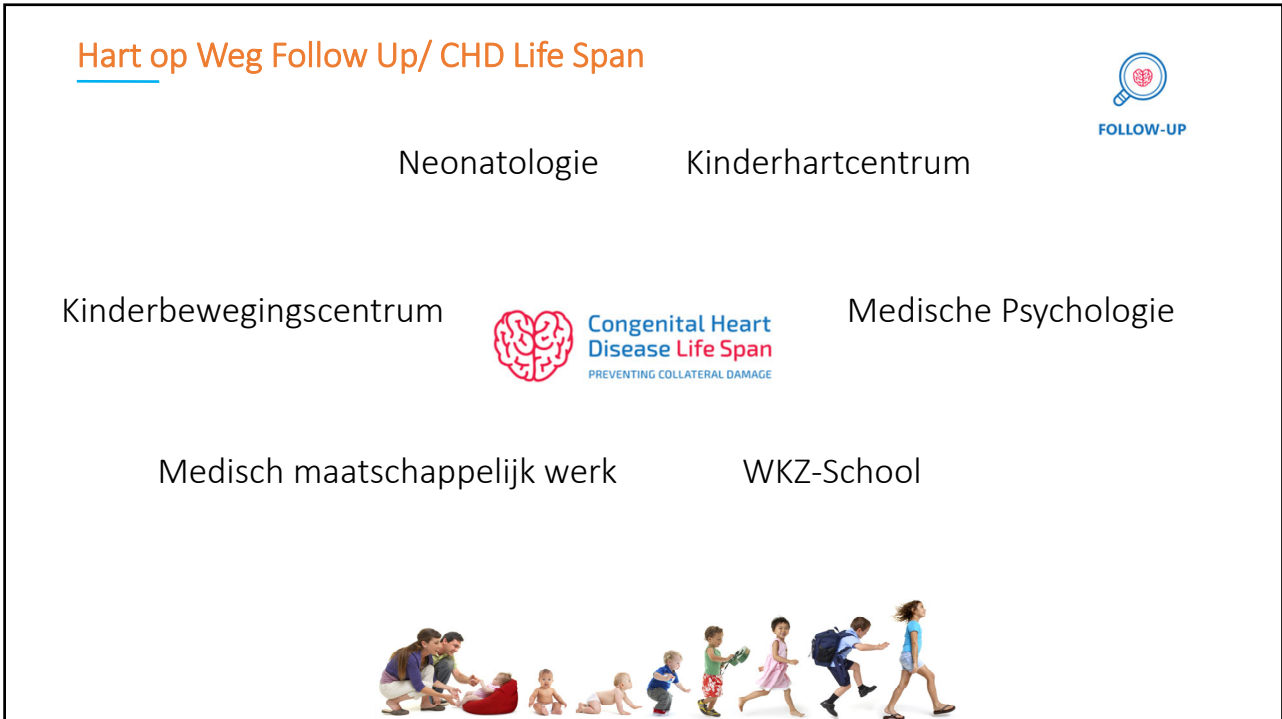 Hart op Weg Follow Up/ CHD Life Span
FOLLOW-UP
Neonatologie
Kinderhartcentrum
Kinderbewegingscentrum
Congenital Heart
Disease Life Span
PREVENTING COLLATERAL DAMAGE
Medische Psychologie
Medisch maatschappelijk werk
WKZ-School